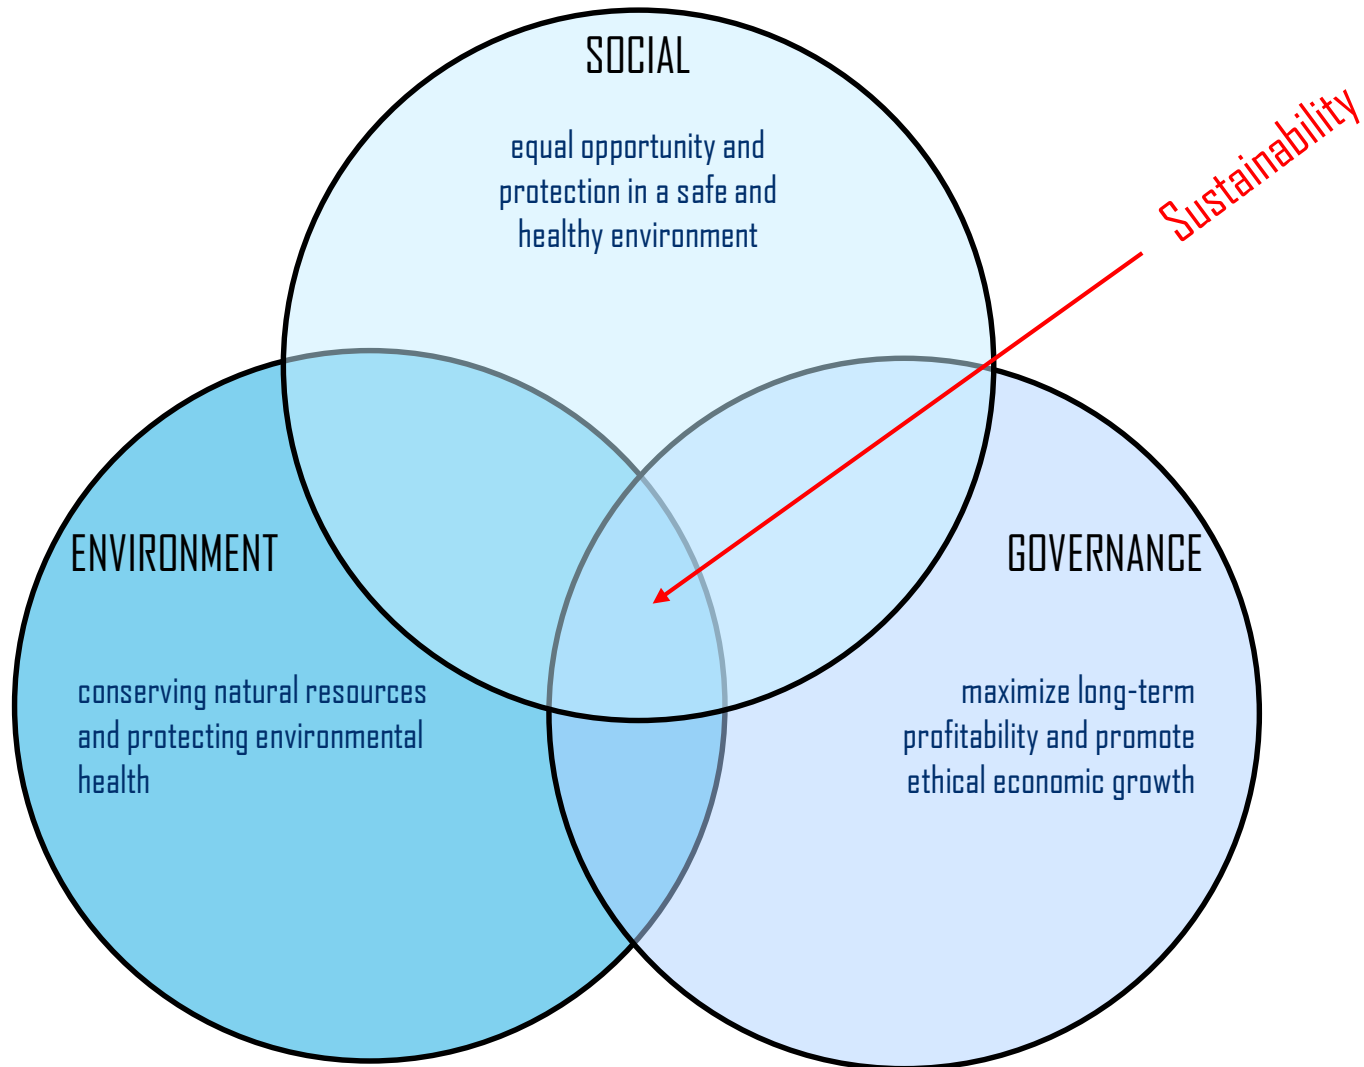 SOCIAL
equal opportunity and
protection in a safe and
healthy environment
Sustainability
ENVIRONMENT
conserving natural resources
and protecting environmental
health
GOVERNANCE
maximize long-term
profitability and promote
ethical economic growth